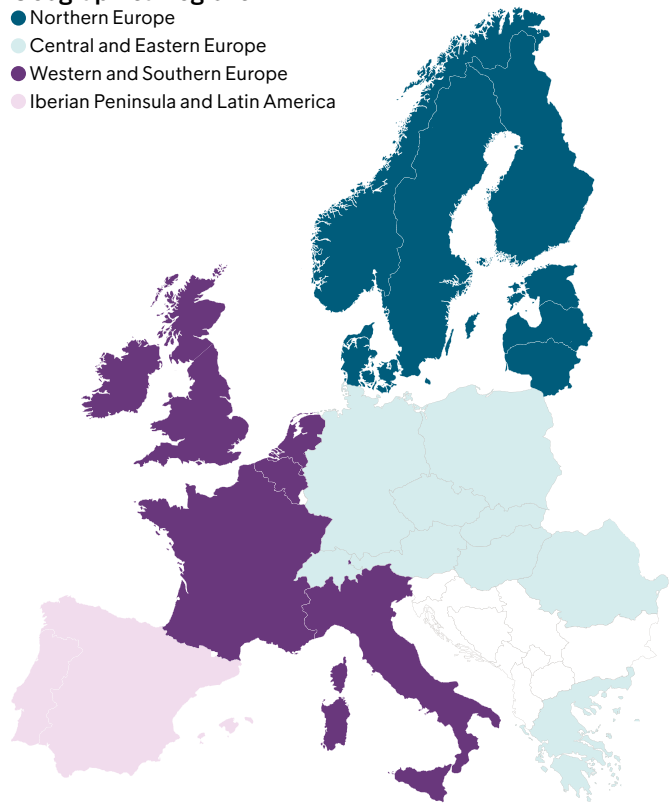 Northern Europe
Central and Eastern Europe
Western and Southern Europe
Iberian Peninsula and Latin America